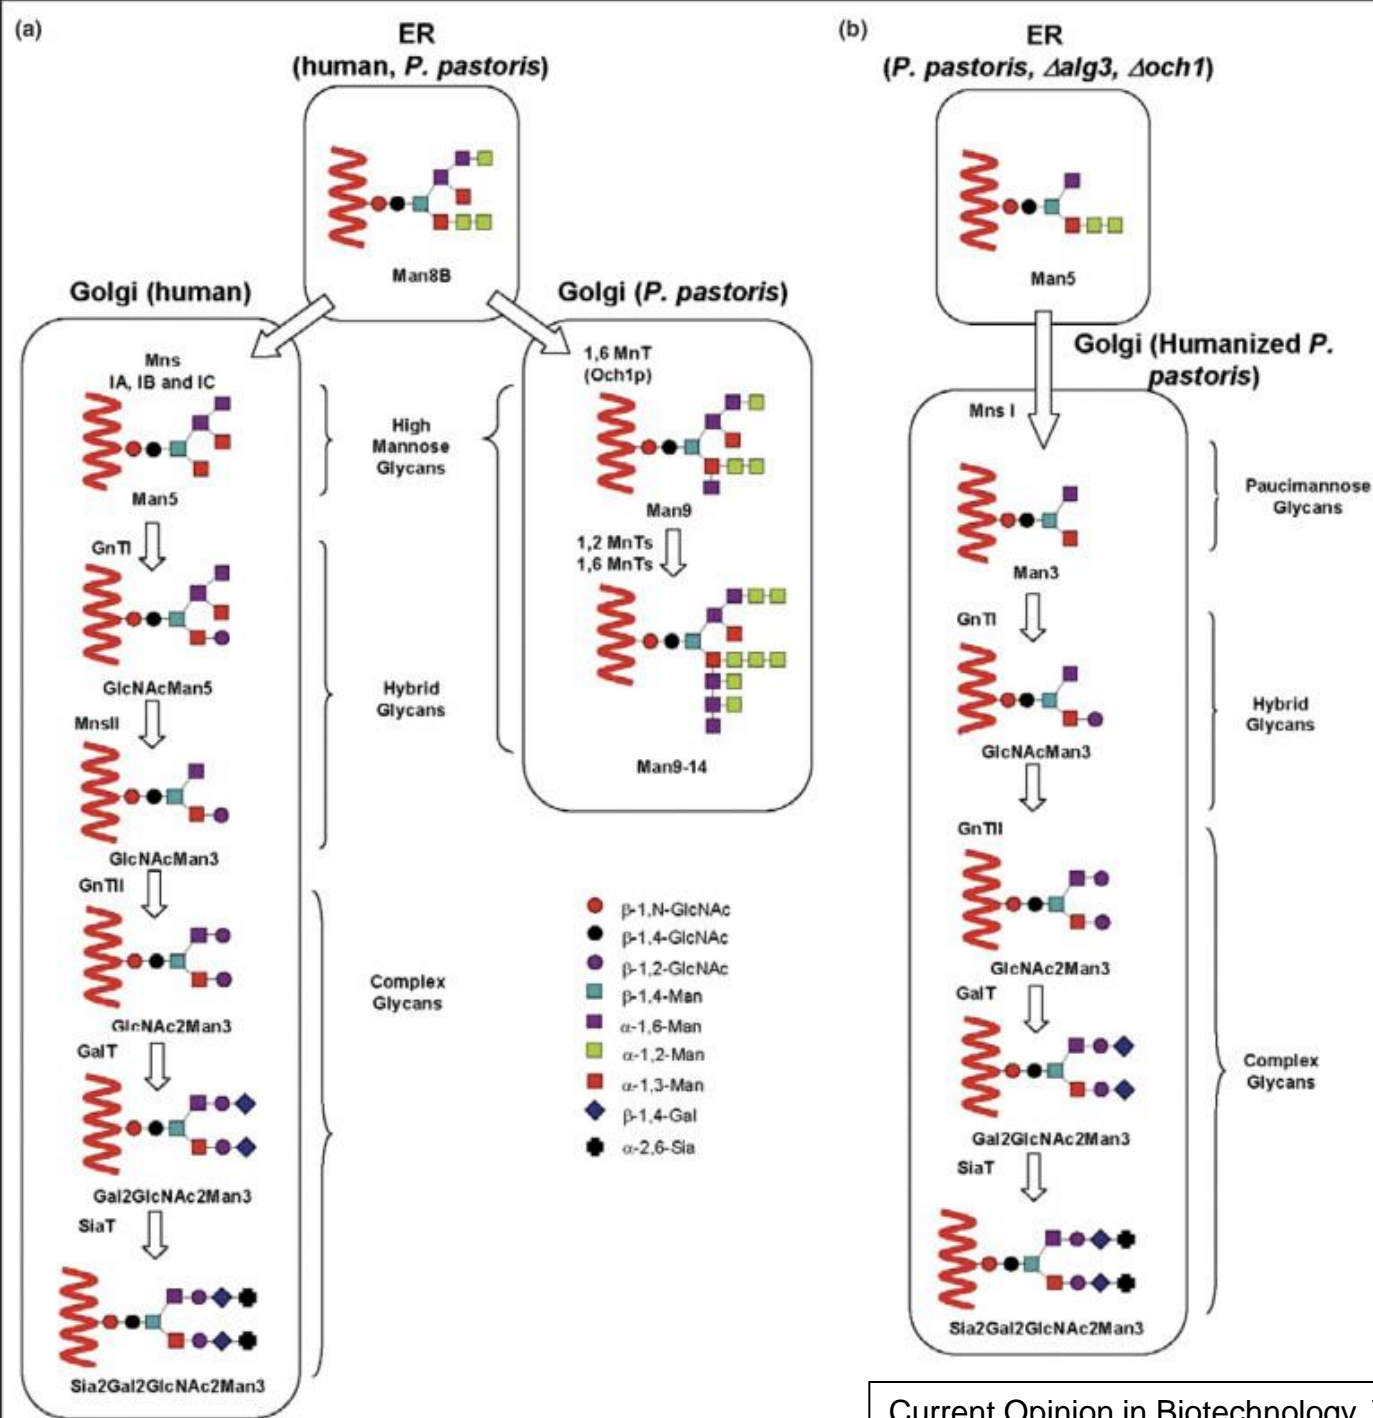 (a)
ER
(human, P. pastoris)
Man8B
Golgi (human)
Mns
IA, IB and IC
Man5
GnTI
GlcNAcMan5
MnsII
GlcNAcMan3
GnTII
GlcNAc2Man3
GalT
Gal2GlcNAc2Man3
SiaT
Sia2Gal2GlcNAc2Man3
High
Mannose
Glycans
Hybrid
Glycans
Complex
Glycans
Golgi (P. pastoris)
1,6 MnT
(Och1p)
Man9
1,2 MnTs
1,6 MnTs
Man9-14
β-1,N-GlcNAc
β-1,4-GlcNAc
β-1,2-GlcNAc
β-1,4-Man
α-1,6-Man
α-1,2-Man
α-1,3-Man
β-1,4-Gal
α-2,6-Sia
(b)
ER
(P. pastoris, Δalg3, Δoch1)
Man5
Golgi (Humanized P.
pastoris)
Mns I
Man3
GnTI
GlcNAcMan3
GnTII
GlcNAc2Man3
GalT
Gal2GlcNAc2Man3
SiaT
Sia2Gal2GlcNAc2Man3
Paucimannose
Glycans
Hybrid
Glycans
Complex
Glycans
Current Opinion in Biotechnology,